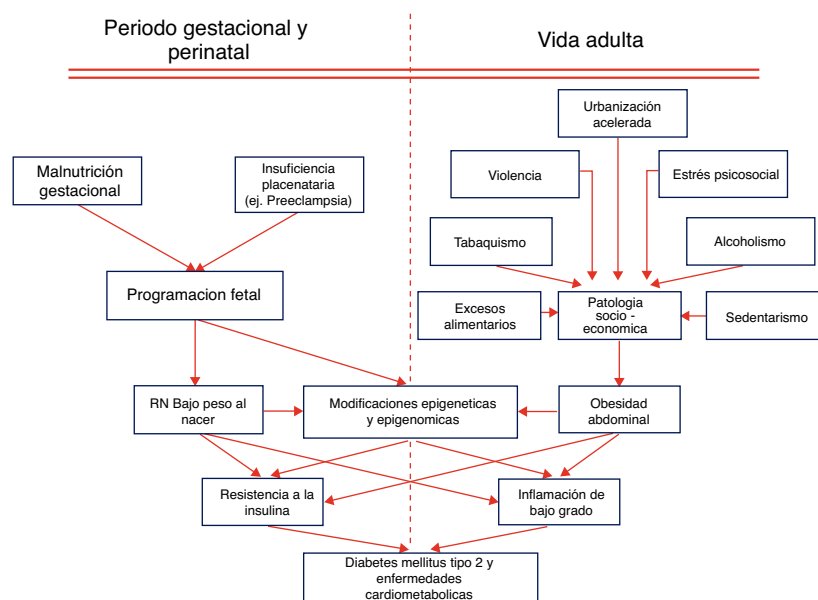 Periodo gestacional y
perinatal
Vida adulta
Urbanización
acelerada
Malnutrición
gestacional
Insuficiencia
placenataria
(ej. Preeclampsia)
Violencia
Estrés psicosocial
Tabaquismo
Alcoholismo
Programacion fetal
Excesos
alimentarios
Patologia
socio -
economica
Sedentarismo
RN Bajo peso al
nacer
Modificaciones epigeneticas
y epigenomicas
Obesidad
abdominal
Resistencia a la
insulina
Inflamación de
bajo grado
Diabetes mellitus tipo 2 y
enfermedades
cardiometabolicas